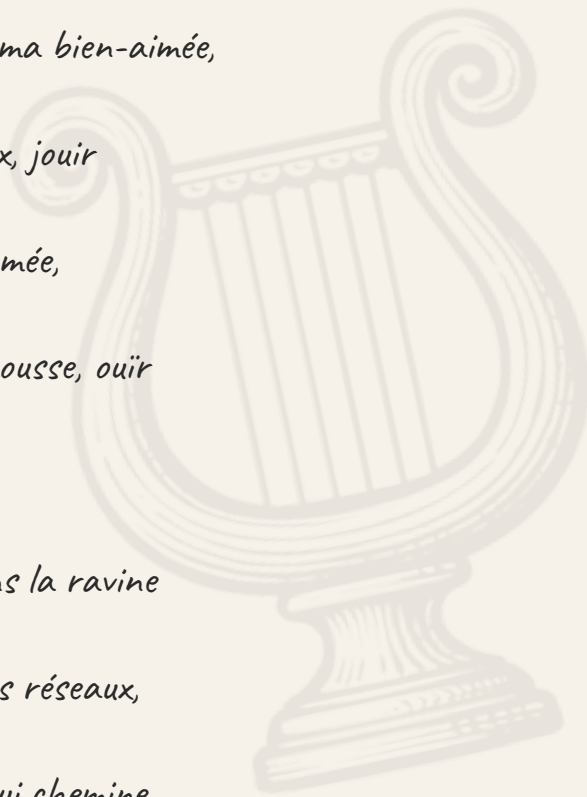 ma bien-aimée,
x, jouir
mée,
ousse, ouïr
s la ravine
s réseaux,
ui chemine